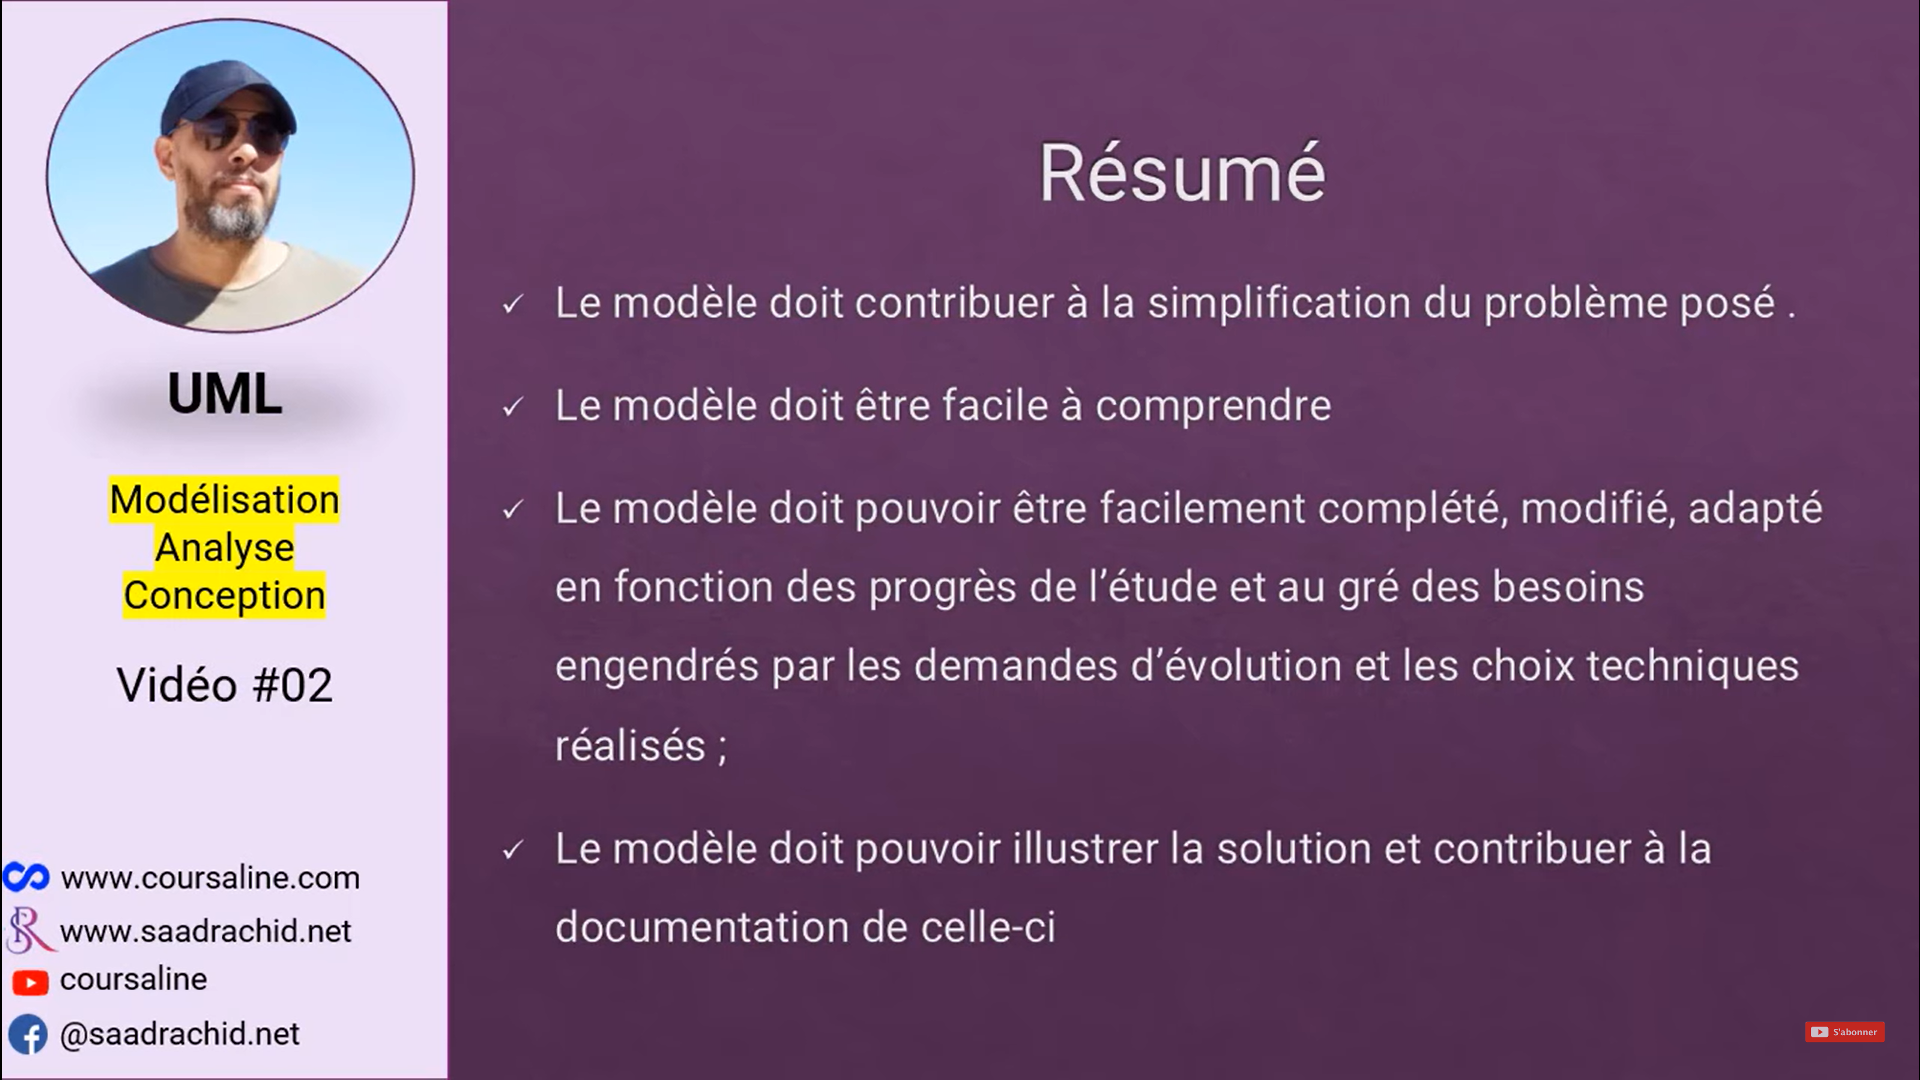 UML
Modélisation
Analyse
Conception
Vidéo #02
www.coursaline.com
www.saadrachid.net
coursaline
@saadrachid.net
Résumé
✓ Le modèle doit contribuer à la simplification du problème posé .
✓ Le modèle doit être facile à comprendre
✓ Le modèle doit pouvoir être facilement complété, modifié, adapté
en fonction des progrès de l’étude et au gré des besoins
engendrés par les demandes d’évolution et les choix techniques
réalisés ;
✓ Le modèle doit pouvoir illustrer la solution et contribuer à la
documentation de celle-ci
S'abonner